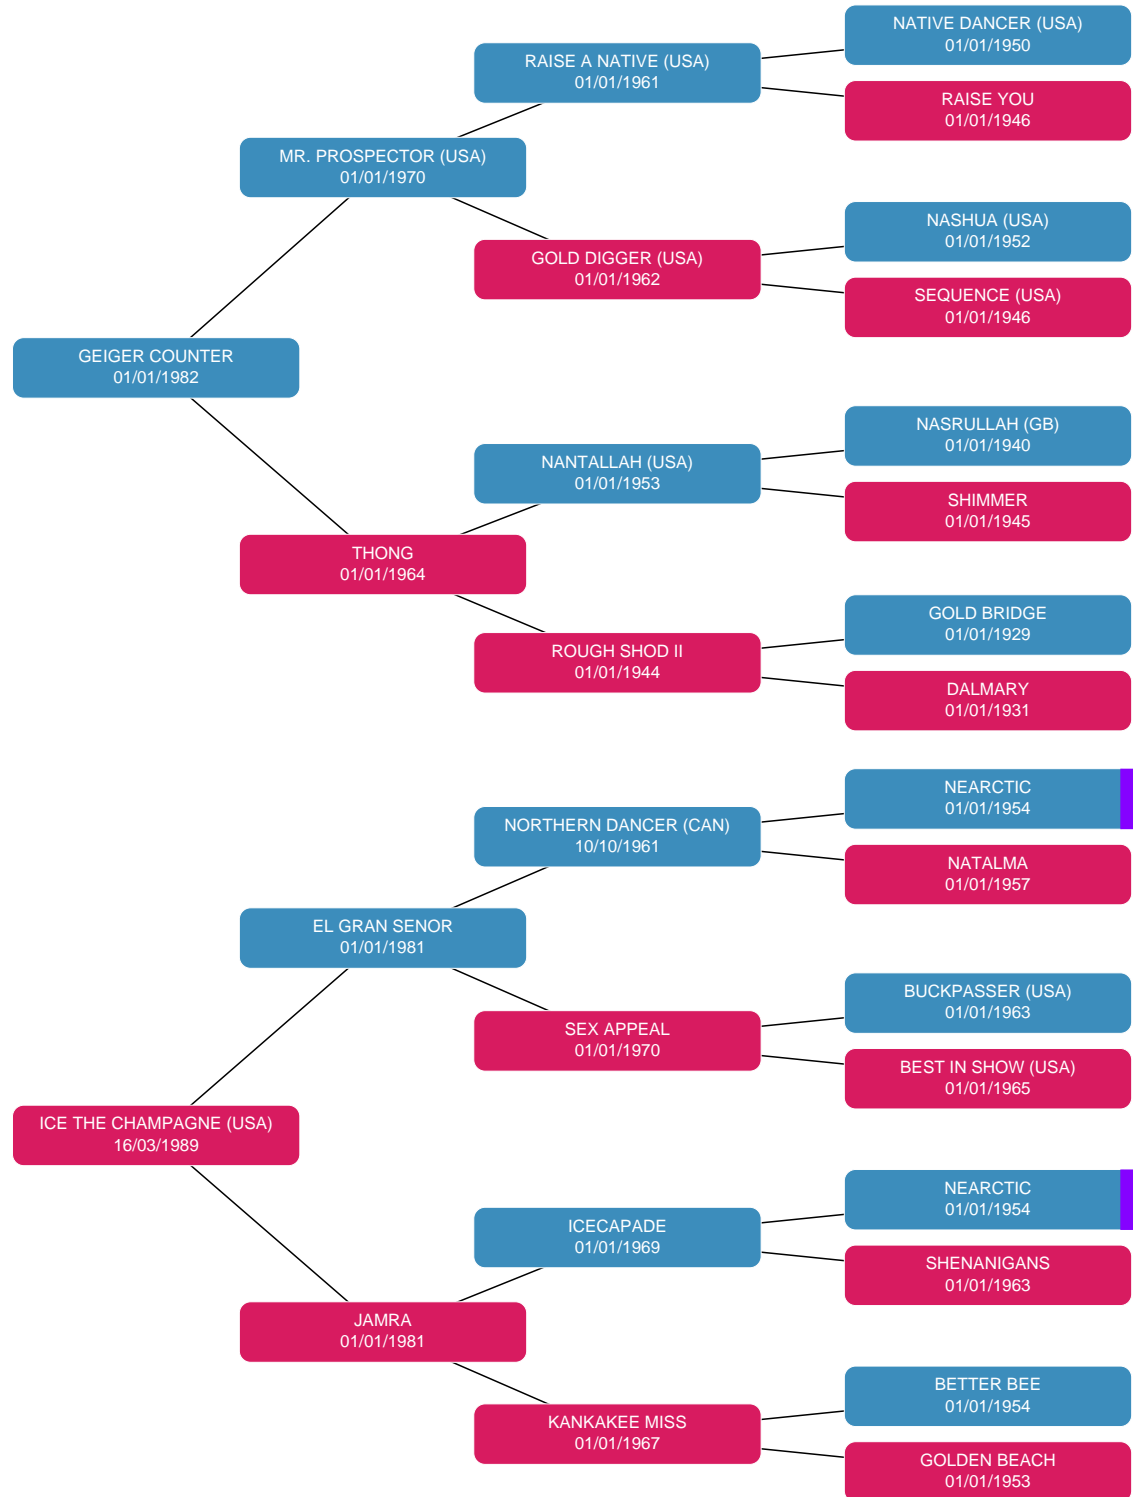 NATIVE DANCER (USA)
01/01/1950
RAISE A NATIVE (USA)
01/01/1961
RAISE YOU
01/01/1946
MR. PROSPECTOR (USA)
01/01/1970
NASHUA (USA)
01/01/1952
GOLD DIGGER (USA)
01/01/1962
SEQUENCE (USA)
01/01/1946
GEIGER COUNTER
01/01/1982
NASRULLAH (GB)
01/01/1940
NANTALLAH (USA)
01/01/1953
SHIMMER
01/01/1945
THONG
01/01/1964
GOLD BRIDGE
01/01/1929
ROUGH SHOD II
01/01/1944
DALMARY
01/01/1931
NEARCTIC
01/01/1954
NORTHERN DANCER (CAN)
10/10/1961
NATALMA
01/01/1957
EL GRAN SENOR
01/01/1981
BUCKPASSER (USA)
01/01/1963
SEX APPEAL
01/01/1970
BEST IN SHOW (USA)
01/01/1965
ICE THE CHAMPAGNE (USA)
16/03/1989
NEARCTIC
01/01/1954
ICECAPADE
01/01/1969
SHENANIGANS
01/01/1963
JAMRA
01/01/1981
BETTER BEE
01/01/1954
KANKAKEE MISS
01/01/1967
GOLDEN BEACH
01/01/1953